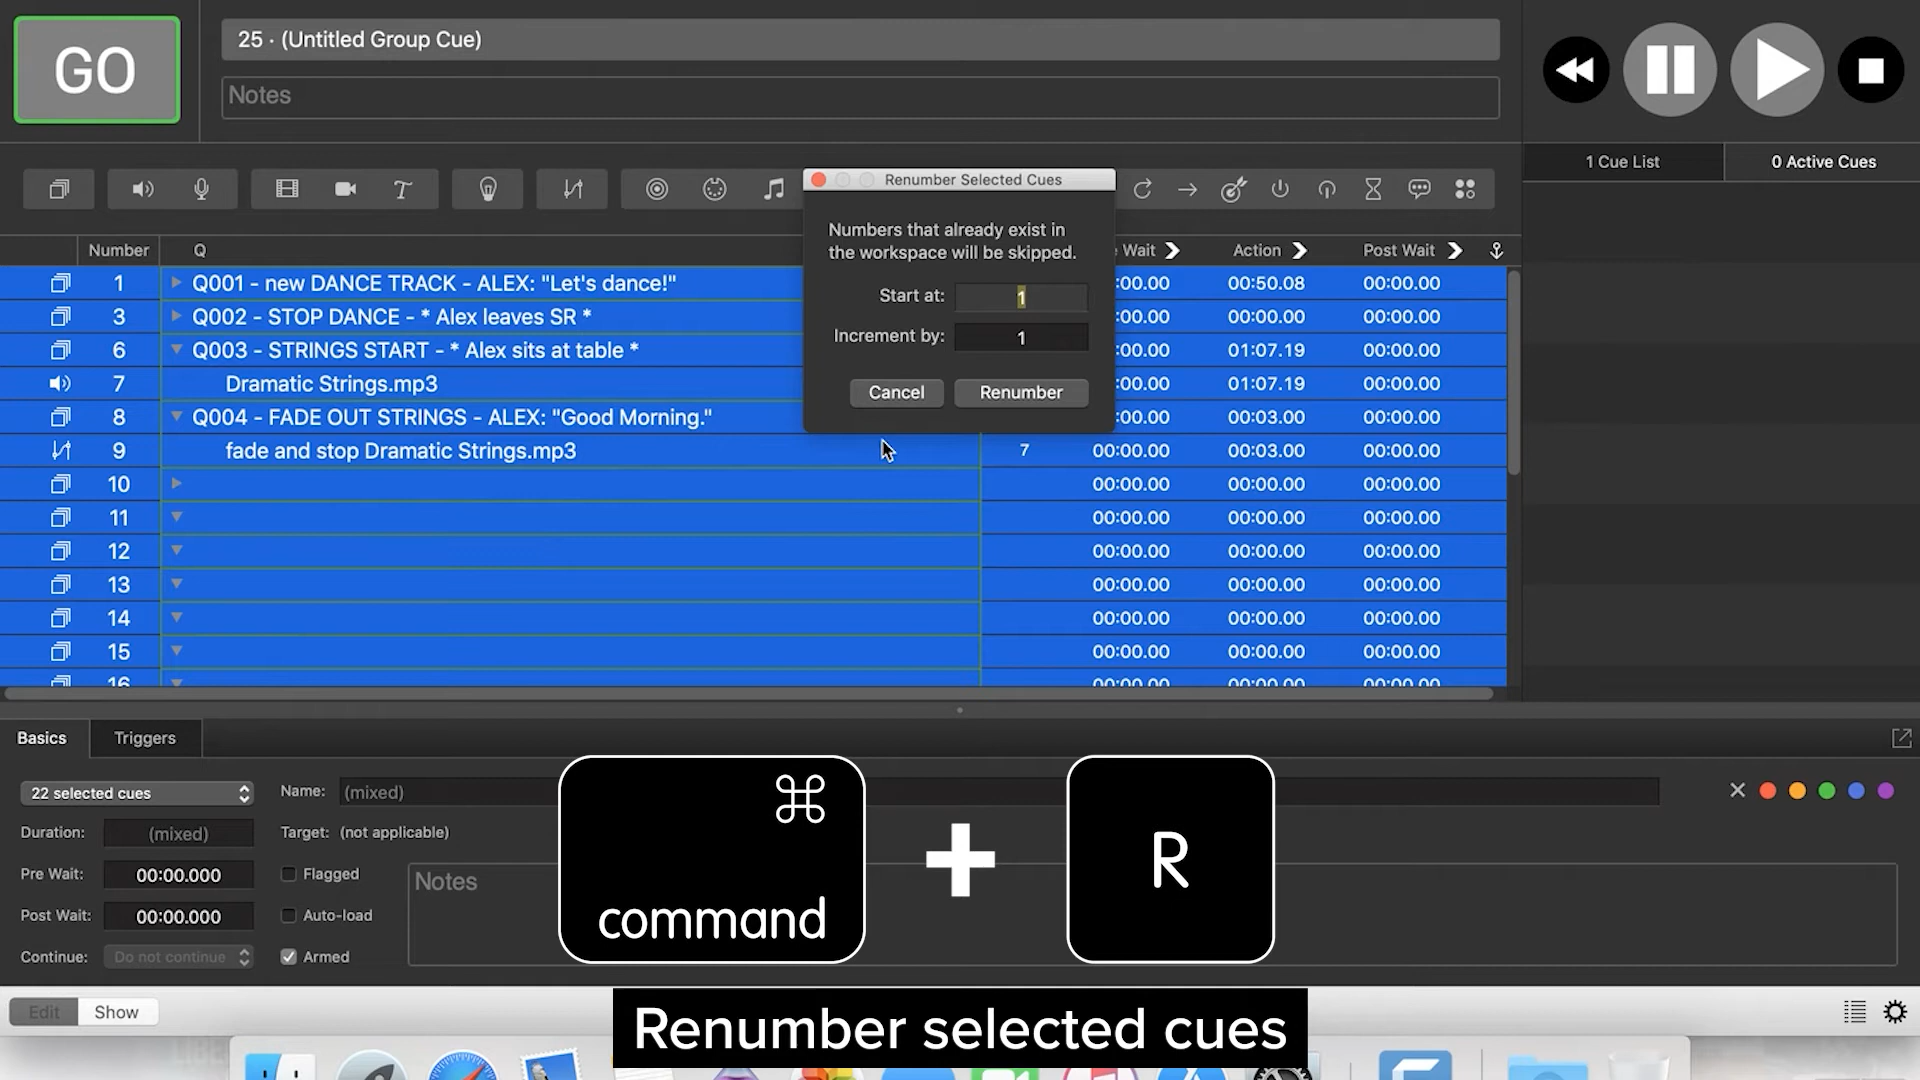 GO
25 · (Untitled Group Cue)
Notes
1 Cue List
0 Active Cues
Number
Q
Wait
Action
Post Wait
1 Q001 - new DANCE TRACK - ALEX: "Let's dance!" :00.00 00:50.08 00:00.00
3 Q002 - STOP DANCE - * Alex leaves SR * :00.00 00:00.00 00:00.00
6 Q003 - STRINGS START - * Alex sits at table * :00.00 01:07.19 00:00.00
7 Dramatic Strings.mp3 :00.00 01:07.19 00:00.00
8 Q004 - FADE OUT STRINGS - ALEX: "Good Morning." :00.00 00:03.00 00:00.00
9 fade and stop Dramatic Strings.mp3 7 00:00.00 00:03.00 00:00.00
10 00:00.00 00:00.00 00:00.00
11 00:00.00 00:00.00 00:00.00
12 00:00.00 00:00.00 00:00.00
13 00:00.00 00:00.00 00:00.00
14 00:00.00 00:00.00 00:00.00
15 00:00.00 00:00.00 00:00.00
16 00:00.00 00:00.00 00:00.00
Renumber Selected Cues
Numbers that already exist in
the workspace will be skipped.
Start at: 1
Increment by: 1
Cancel Renumber
Basics Triggers
22 selected cues
Name: (mixed)
Duration: (mixed)
Target: (not applicable)
Pre Wait: 00:00.000
Flagged
Notes
Post Wait: 00:00.000
Auto-load
Continue: Do not continue
Armed
⌘
command
+
R
Edit Show
Renumber selected cues